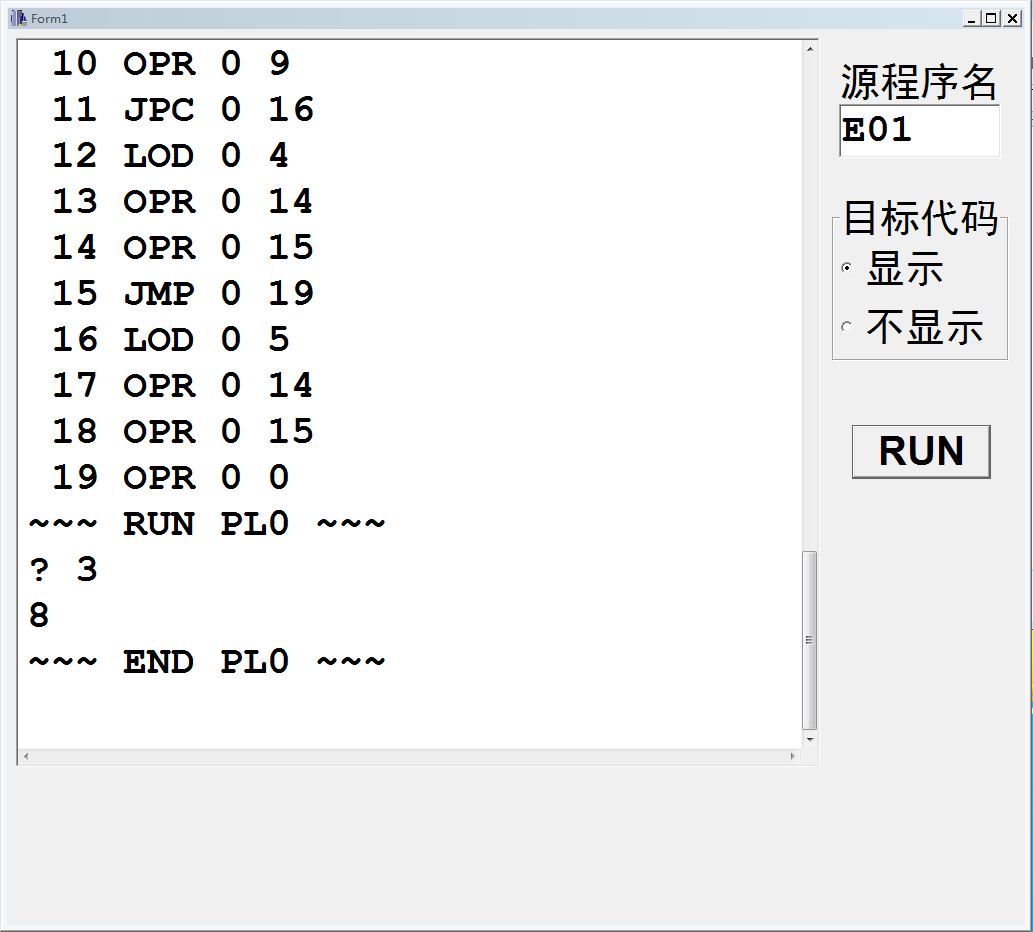 Form1
10 OPR 0 9
11 JPC 0 16
12 LOD 0 4
13 OPR 0 14
14 OPR 0 15
15 JMP 0 19
16 LOD 0 5
17 OPR 0 14
18 OPR 0 15
19 OPR 0 0
~~~ RUN PL0 ~~~
? 3
8
~~~ END PL0 ~~~
源程序名
E01
目标代码
显示
不显示
RUN